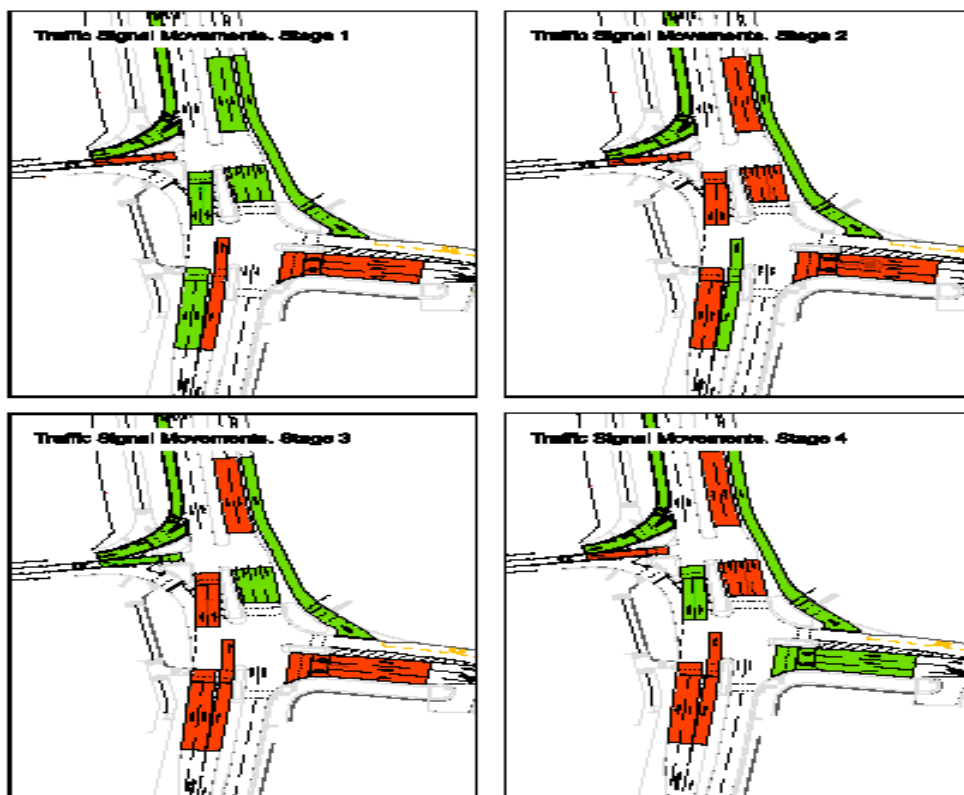 Traffic Signal Movements. Stage 1
Traffic Signal Movements. Stage 2
Traffic Signal Movements. Stage 3
Traffic Signal Movements. Stage 4